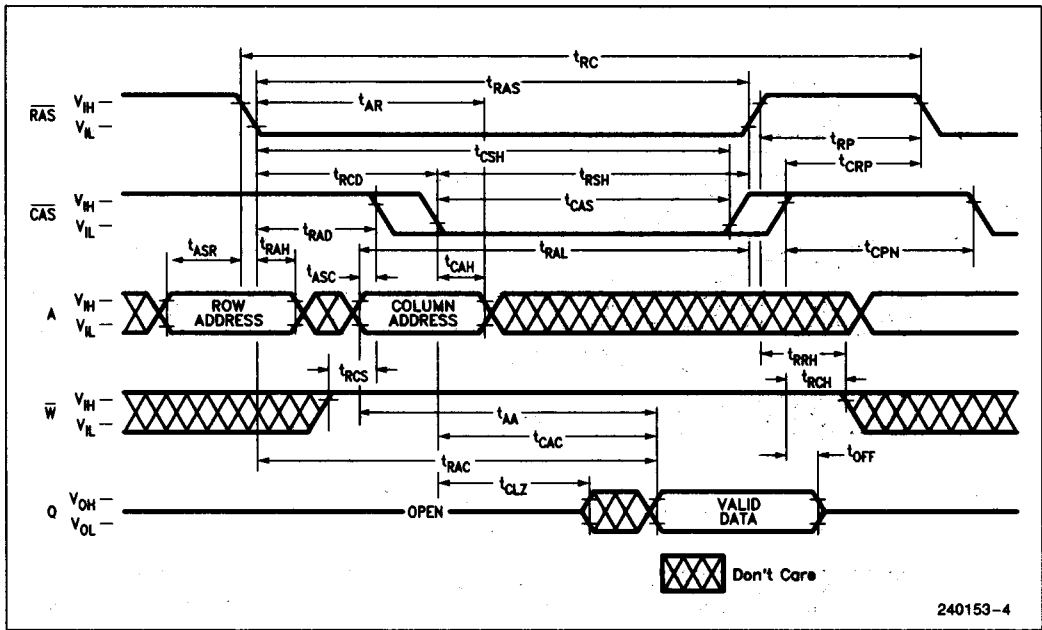 tRC
tRAS
tAR
RAS VIH
VIL
tRP
tCSH
tCRP
tRCD
tRSH
CAS VIH
VIL
tCAS
tRAD
tASR
tRAH
tRAL
tCPN
tASC
tCAH
A VIH
VIL
ROW
ADDRESS
COLUMN
ADDRESS
tRRH
tRCS
tRCH
W VIH
VIL
tAA
tCAC
tOFF
tRAC
tCLZ
Q VOH
VOL
OPEN
VALID
DATA
Don't Care
240153-4